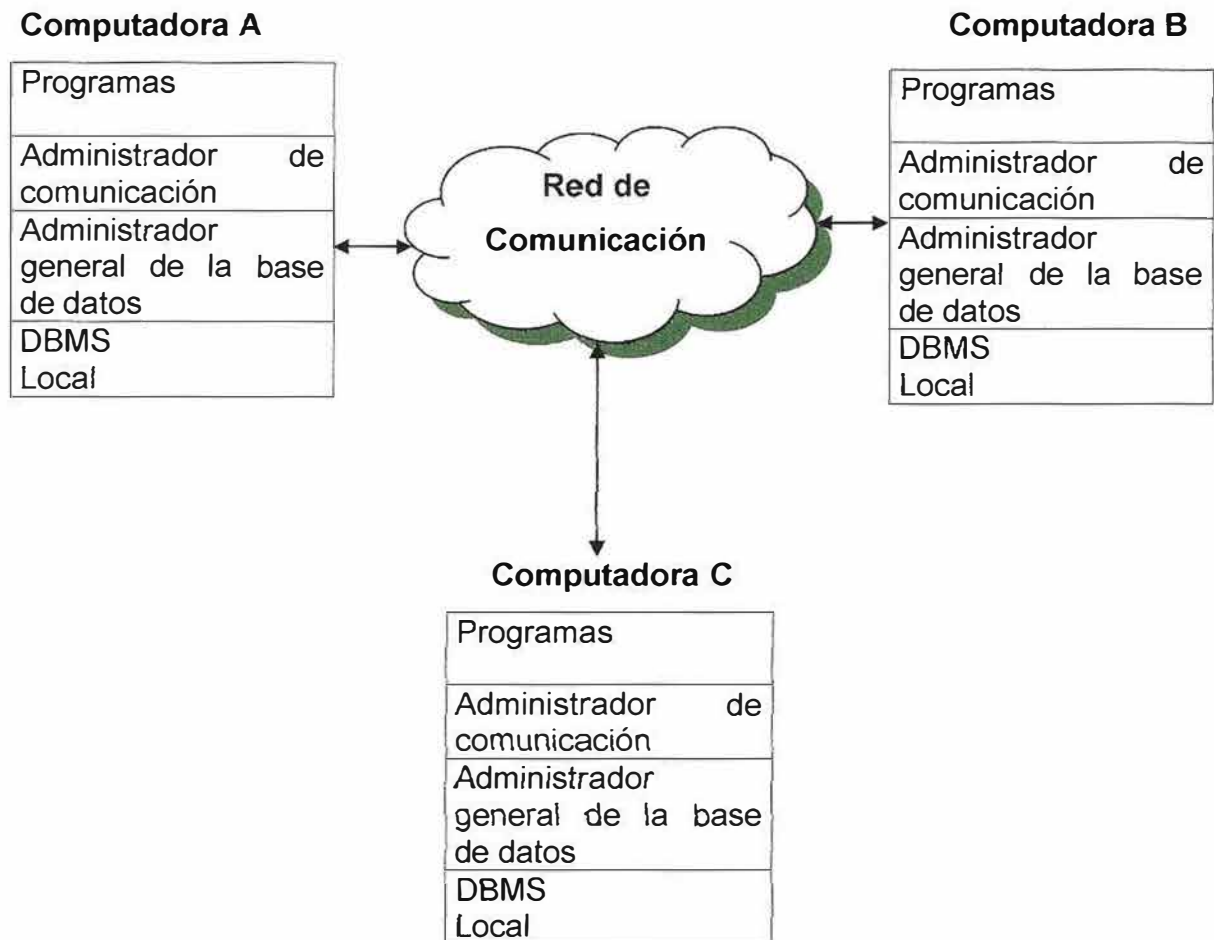 Computadora A
Programas
Administrador de
comunicación
Administrador
general de la base
de datos
DBMS
Local
Red de
Comunicación
Computadora B
Programas
Administrador de
comunicación
Administrador
general de la base
de datos
DBMS
Local
Computadora C
Programas
Administrador de
comunicación
Administrador
general de la base
de datos
DBMS
Local